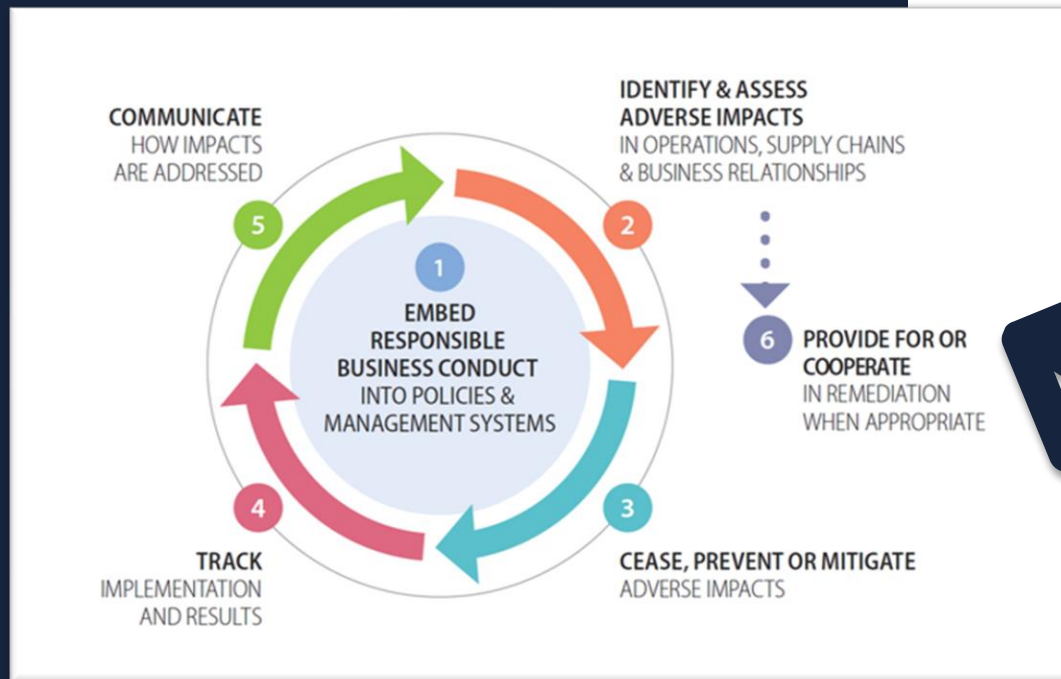 1
EMBED
RESPONSIBLE
BUSINESS CONDUCT
INTO POLICIES &
MANAGEMENT SYSTEMS
2
IDENTIFY & ASSESS
ADVERSE IMPACTS
IN OPERATIONS, SUPPLY CHAINS
& BUSINESS RELATIONSHIPS
3
CEASE, PREVENT OR MITIGATE
ADVERSE IMPACTS
4
TRACK
IMPLEMENTATION
AND RESULTS
5
COMMUNICATE
HOW IMPACTS
ARE ADDRESSED
6
PROVIDE FOR OR
COOPERATE
IN REMEDIATION
WHEN APPROPRIATE